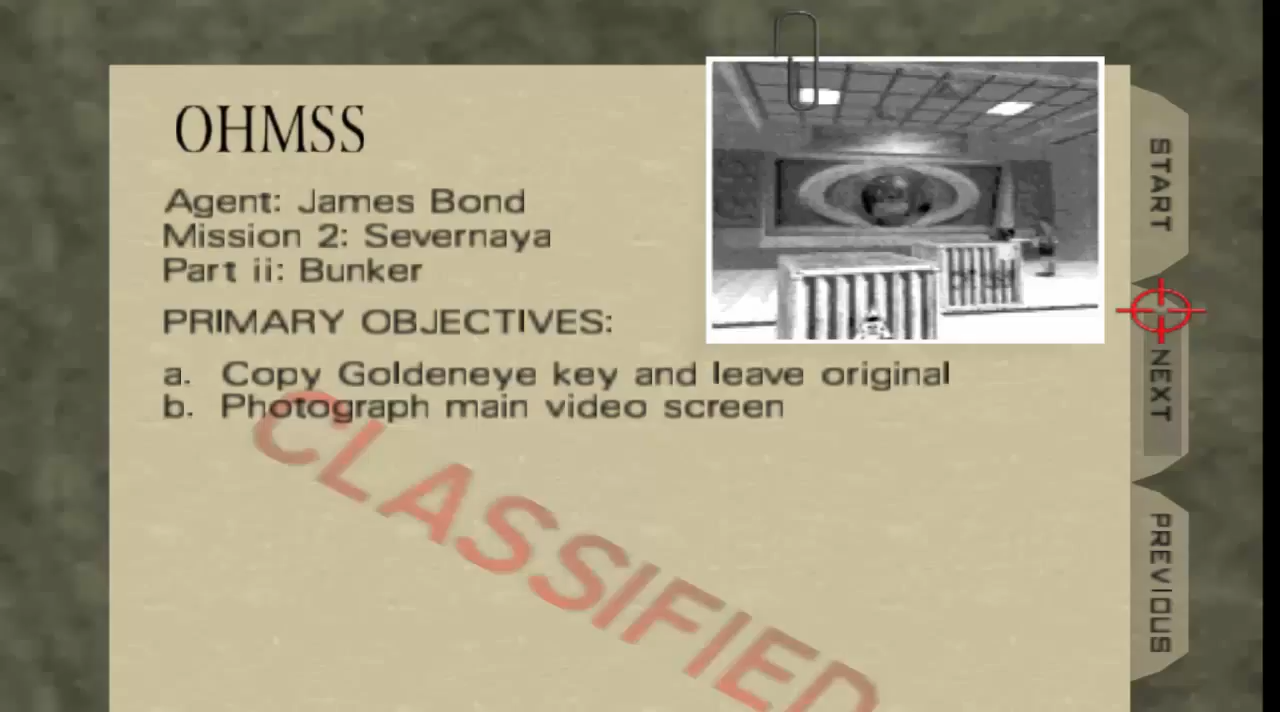 OHMSS
Agent: James Bond
Mission 2: Severnaya
Part ii: Bunker
PRIMARY OBJECTIVES:
a. Copy Goldeneye key and leave original
b. Photograph main video screen
CLASSIFIED
START
NEXT
PREVIOUS